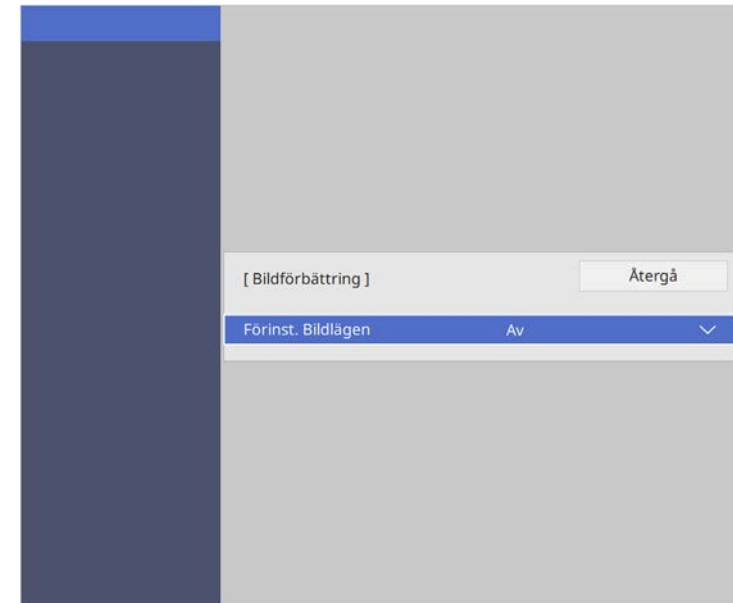 [ Bildförbättring ]
Återgå
Förinst. Bildlägen Av